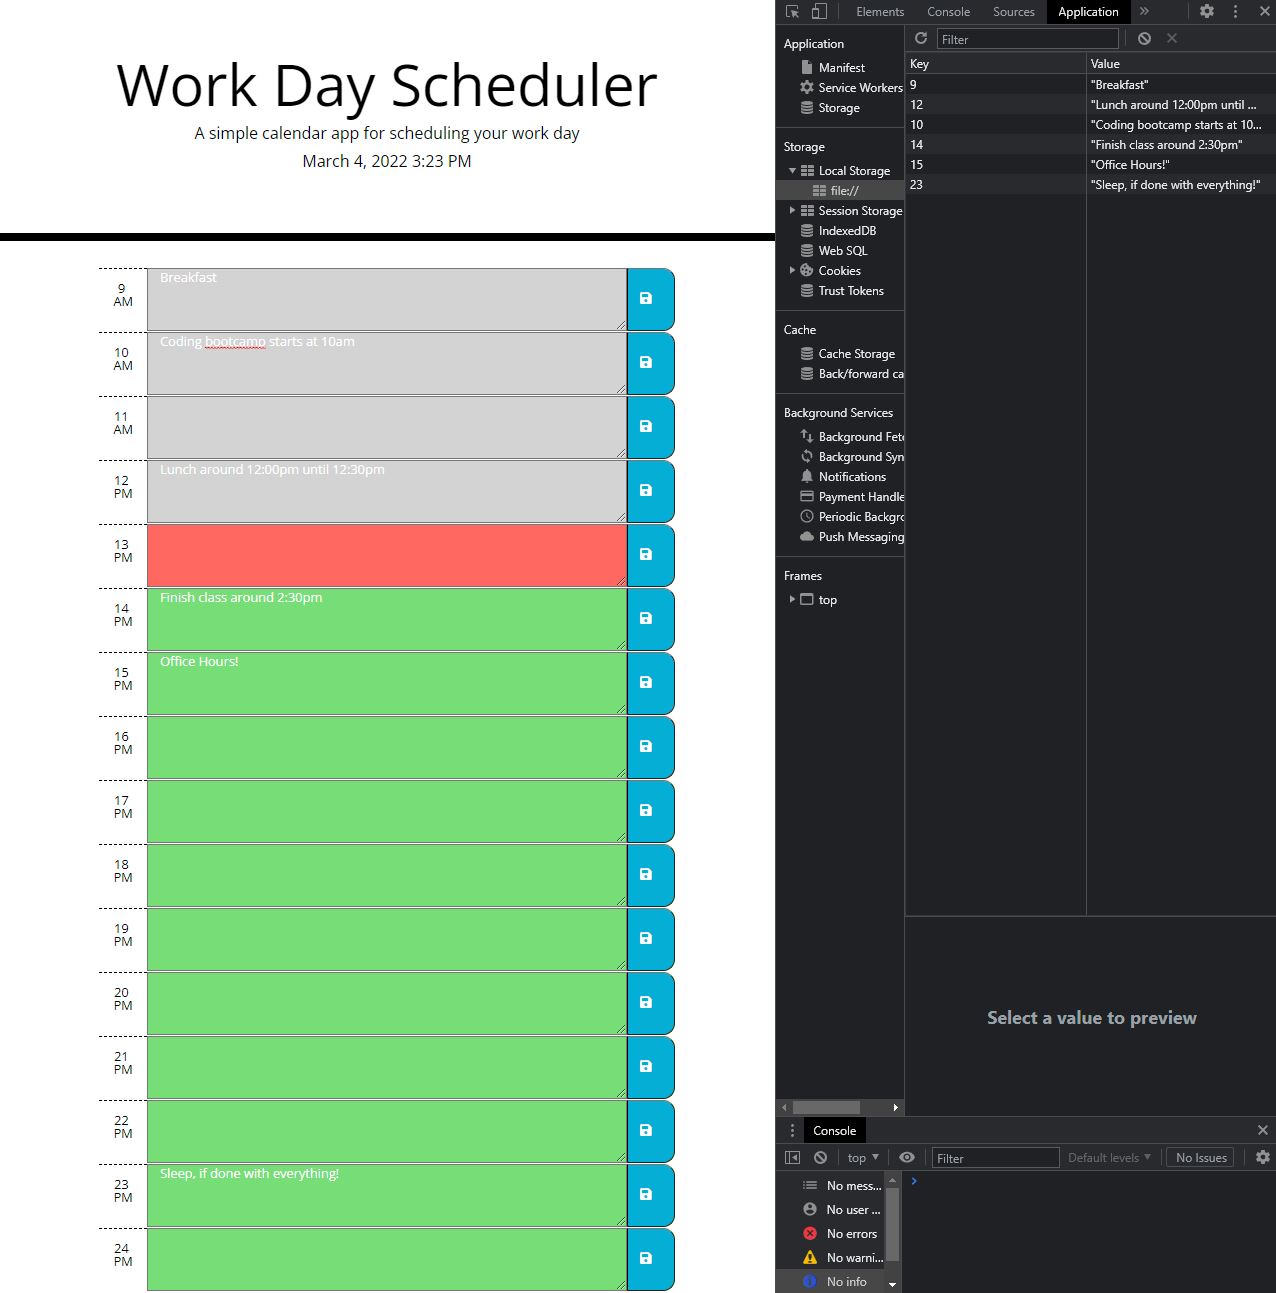 Work Day Scheduler
A simple calendar app for scheduling your work day
March 4, 2022 3:23 PM
9
AM
Breakfast
10
AM
Coding bootcamp starts at 10am
11
AM
12
PM
Lunch around 12:00pm until 12:30pm
13
PM
14
PM
Finish class around 2:30pm
15
PM
Office Hours!
16
PM
17
PM
18
PM
19
PM
20
PM
21
PM
22
PM
23
PM
Sleep, if done with everything!
24
PM
Elements Console Sources Application
Application
Manifest
Service Workers
Storage
Storage
Local Storage
file://
Session Storage
IndexedDB
Web SQL
Cookies
Trust Tokens
Cache
Cache Storage
Back/forward ca
Background Services
Background Fet
Background Syn
Notifications
Payment Handle
Periodic Backgro
Push Messaging
Frames
top
Filter
Key Value
9 "Breakfast"
12 "Lunch around 12:00pm until ...
10 "Coding bootcamp starts at 10...
14 "Finish class around 2:30pm"
15 "Office Hours!"
23 "Sleep, if done with everything!"
Select a value to preview
Console
top Filter Default levels No Issues
No mess...
No user ...
No errors
No warni...
No info